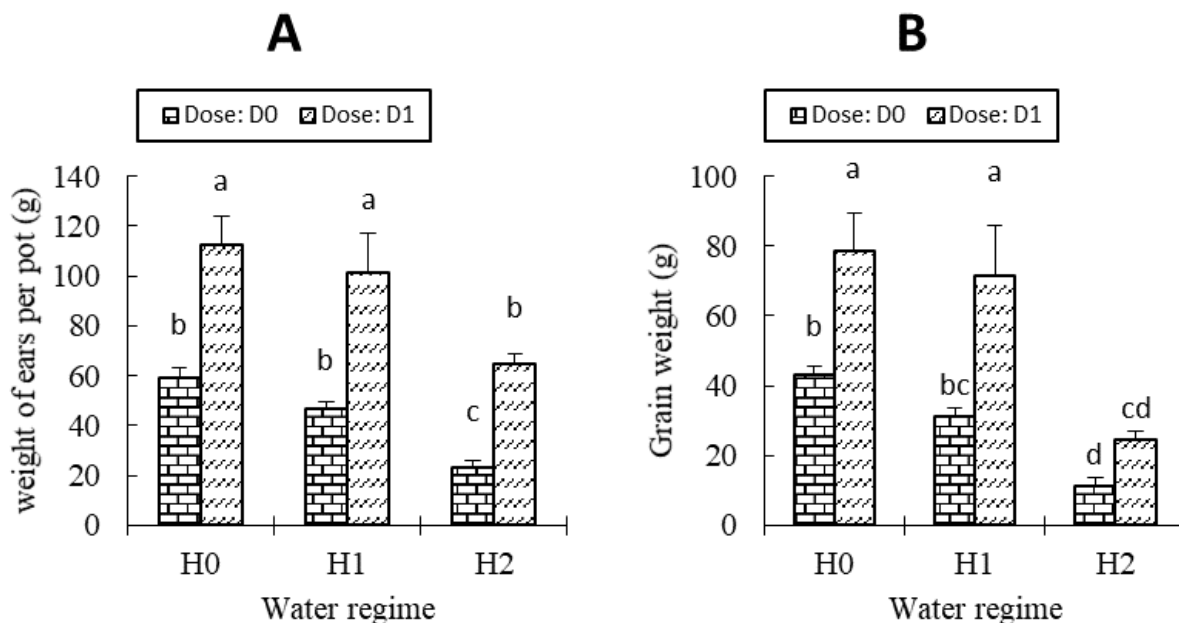 A
Dose: D0 Dose: D1
weight of ears per pot (g)
140
120
100
80
60
40
20
0
a
a
b
b
b
c
H0 H1 H2
Water regime
B
Dose: D0 Dose: D1
Grain weight (g)
100
80
60
40
20
0
a
a
b
bc
cd
d
H0 H1 H2
Water regime